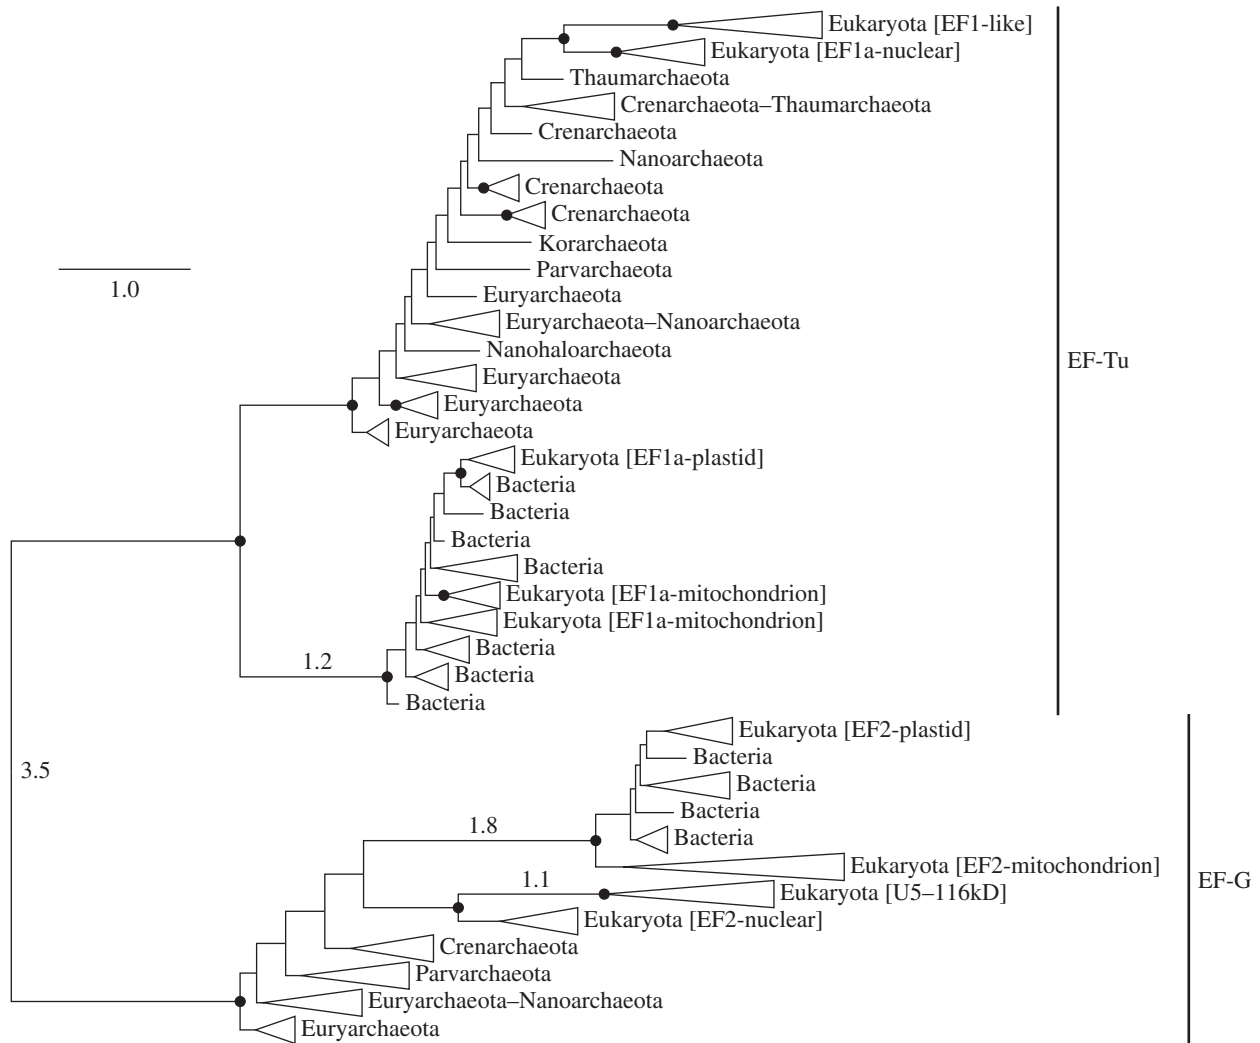 Eukaryota [EF1-like]
Eukaryota [EF1a-nuclear]
Thaumarchaeota
Crenarchaeota–Thaumarchaeota
Crenarchaeota
Nanoarchaeota
Crenarchaeota
Crenarchaeota
Korarchaeota
Parvarchaeota
1.0
Euryarchaeota
Euryarchaeota–Nanoarchaeota
Nanohaloarchaeota
EF-Tu
Euryarchaeota
Euryarchaeota
Euryarchaeota
Eukaryota [EF1a-plastid]
Bacteria
Bacteria
Bacteria
Bacteria
Eukaryota [EF1a-mitochondrion]
Eukaryota [EF1a-mitochondrion]
Bacteria
1.2
Bacteria
Bacteria
Eukaryota [EF2-plastid]
Bacteria
3.5
Bacteria
Bacteria
1.8
Bacteria
Eukaryota [EF2-mitochondrion]
1.1
EF-G
Eukaryota [U5–116kD]
Eukaryota [EF2-nuclear]
Crenarchaeota
Parvarchaeota
Euryarchaeota–Nanoarchaeota
Euryarchaeota